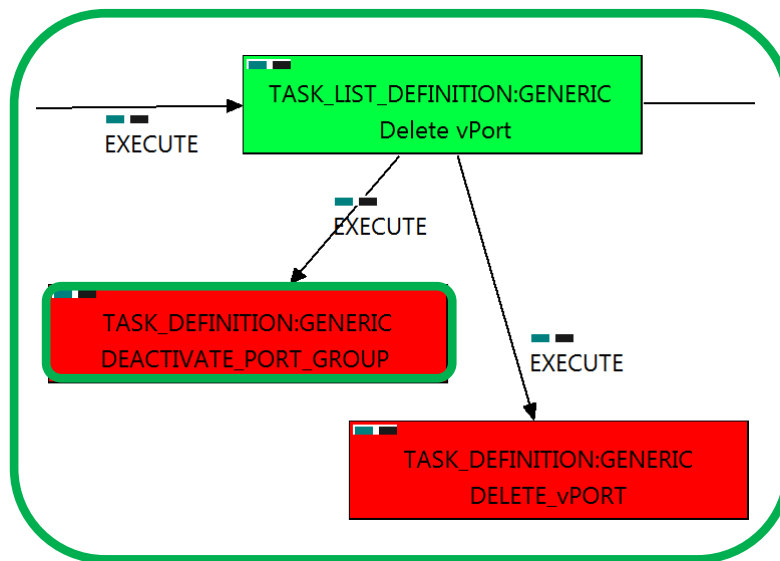 TASK_LIST_DEFINITION:GENERIC
Delete vPort
EXECUTE
EXECUTE
TASK_DEFINITION:GENERIC
DEACTIVATE_PORT_GROUP
EXECUTE
TASK_DEFINITION:GENERIC
DELETE_vPORT